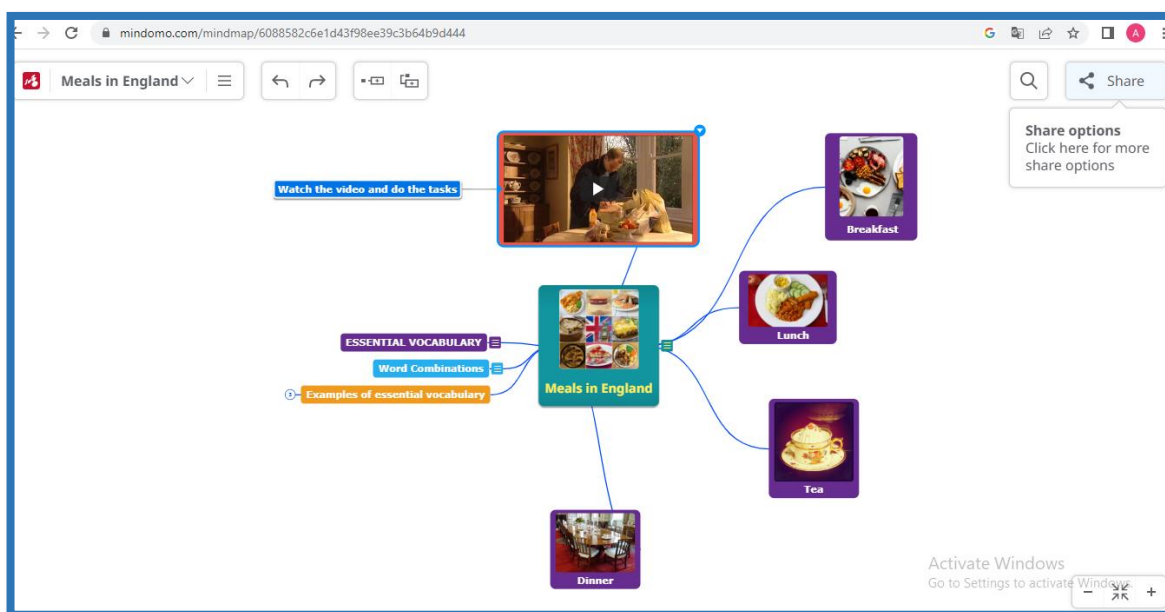 mindomo.com/mindmap/6088582c6e1d43f98ee39c3b64b9d444
Meals in England
Share
Share options
Click here for more
share options
Watch the video and do the tasks
Breakfast
Lunch
ESSENTIAL VOCABULARY
Word Combinations
Examples of essential vocabulary
Meals in England
Tea
Dinner
Activate Windows
Go to Settings to activate Windows.